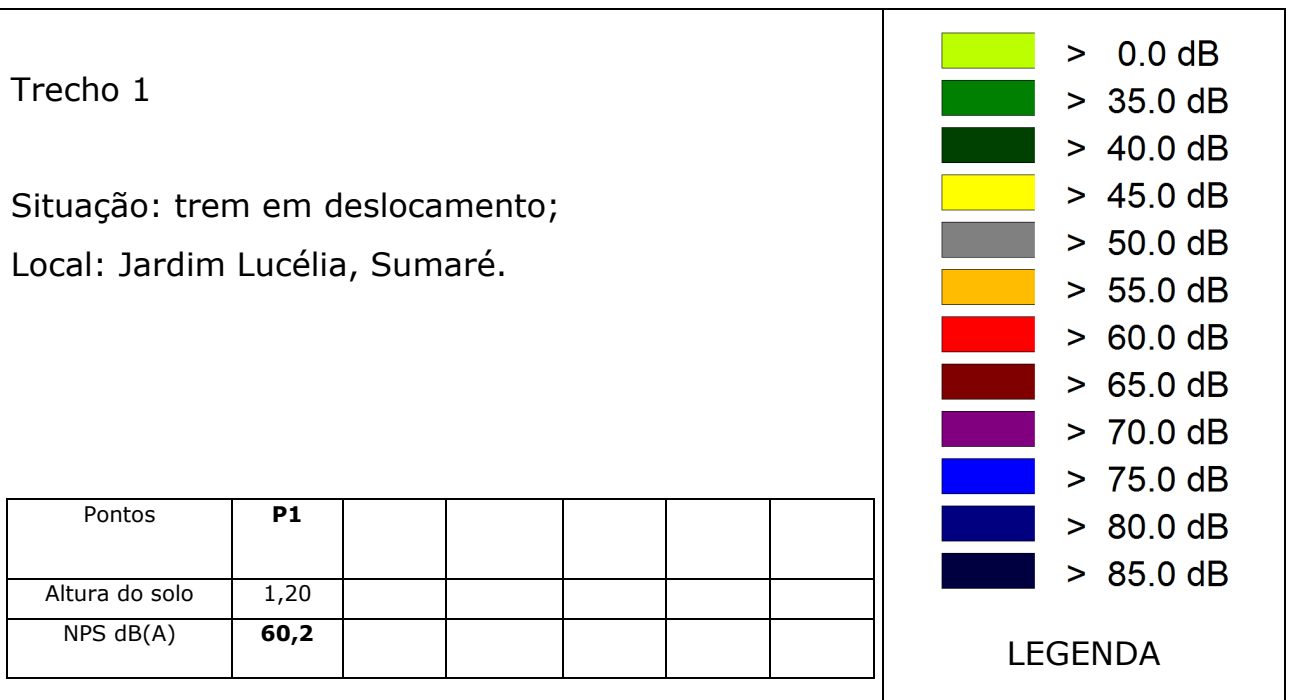 Trecho 1
Situação: trem em deslocamento;
Local: Jardim Lucélia, Sumaré.
Pontos P1
Altura do solo 1,20
NPS dB(A) 60,2
> 0.0 dB
> 35.0 dB
> 40.0 dB
> 45.0 dB
> 50.0 dB
> 55.0 dB
> 60.0 dB
> 65.0 dB
> 70.0 dB
> 75.0 dB
> 80.0 dB
> 85.0 dB
LEGENDA